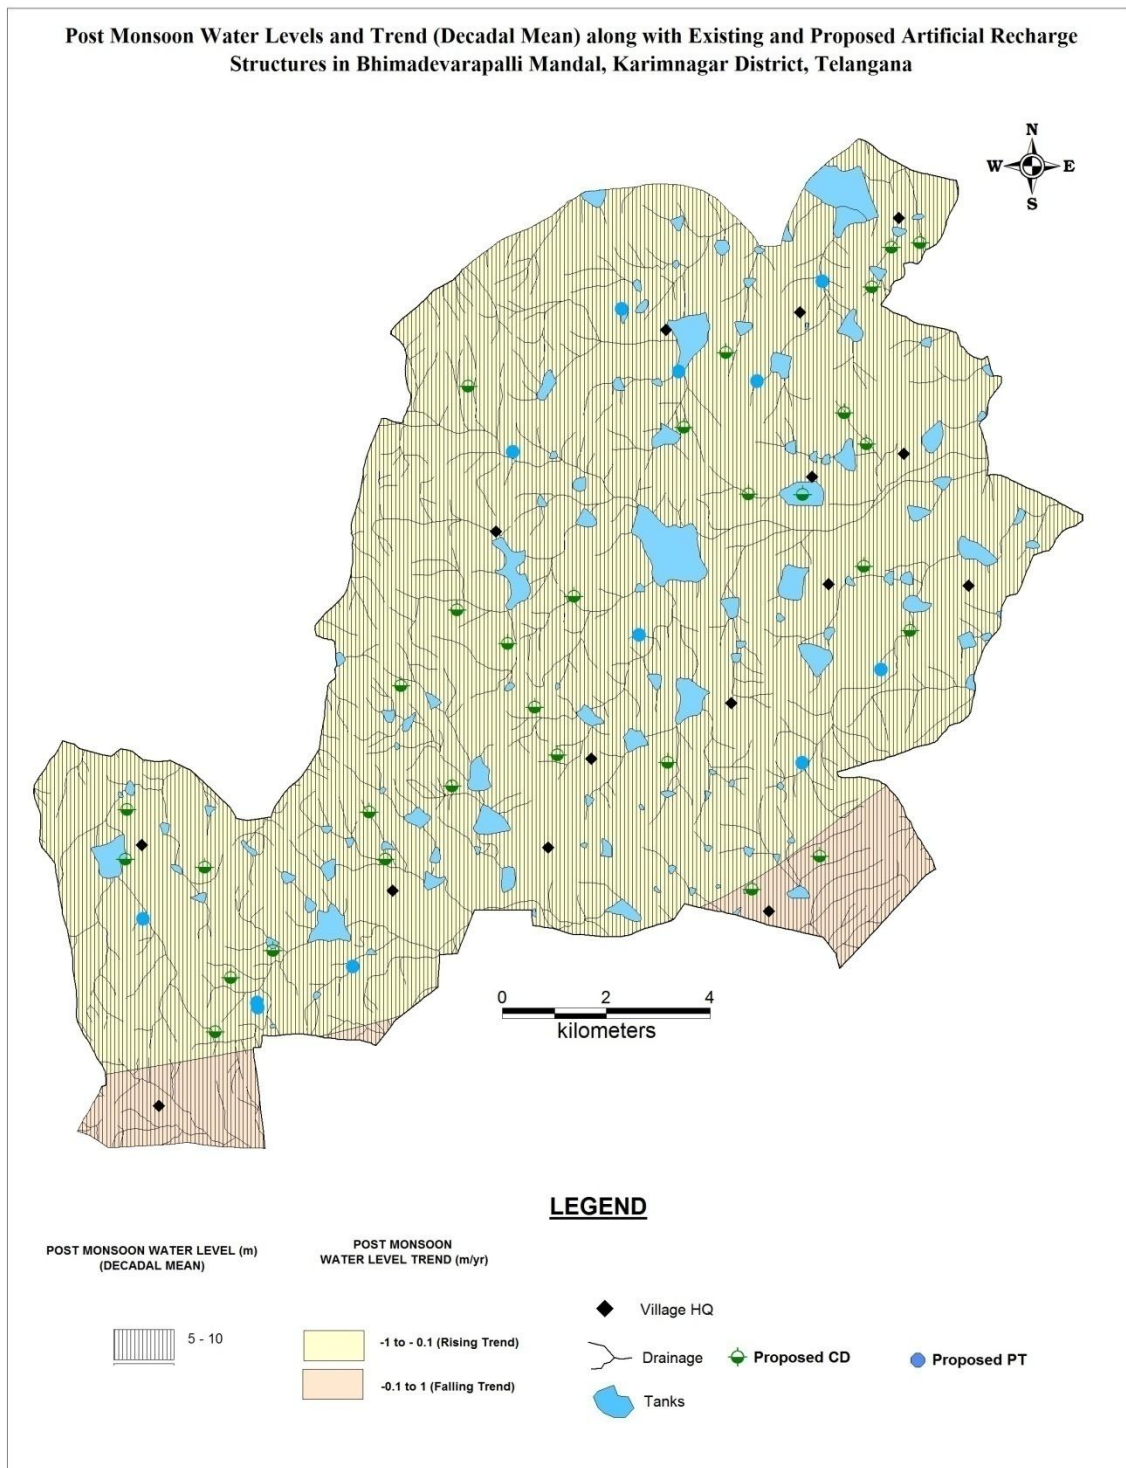 Post Monsoon Water Levels and Trend (Decadal Mean) along with Existing and Proposed Artificial Recharge
Structures in Bhimadevarapalli Mandal, Karimnagar District, Telangana
N
W E
S
0 2 4
kilometers
LEGEND
POST MONSOON WATER LEVEL (m)
(DECADAL MEAN)
5 - 10
POST MONSOON
WATER LEVEL TREND (m/yr)
-1 to - 0.1 (Rising Trend)
-0.1 to 1 (Falling Trend)
Village HQ
Drainage
Proposed CD
Proposed PT
Tanks